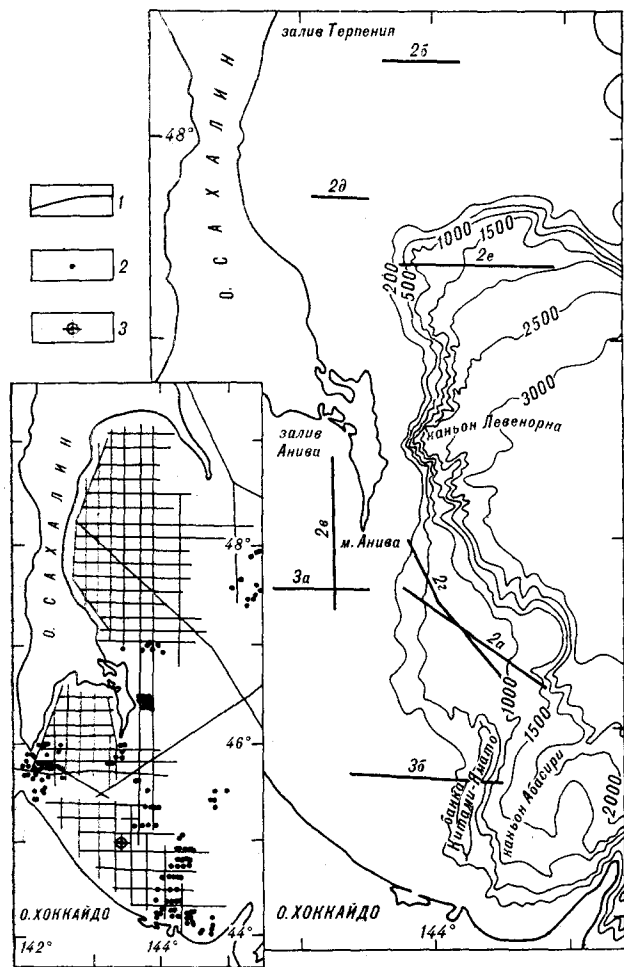 залив Терпения
2б
48°
О. САХАЛИН
2д
1
2
3
1000
1500
200
500
2е
2500
3000
каньон Левенорна
залив
Анива
2в
м. Анива
3а
2г
2а
1000
1500
3б
банка
Китами-Ямато
каньон Абасири
2000
О. ХОККАЙДО
144°
О. САХАЛИН
48°
46°
О. ХОККАЙДО
142°
144°
44°